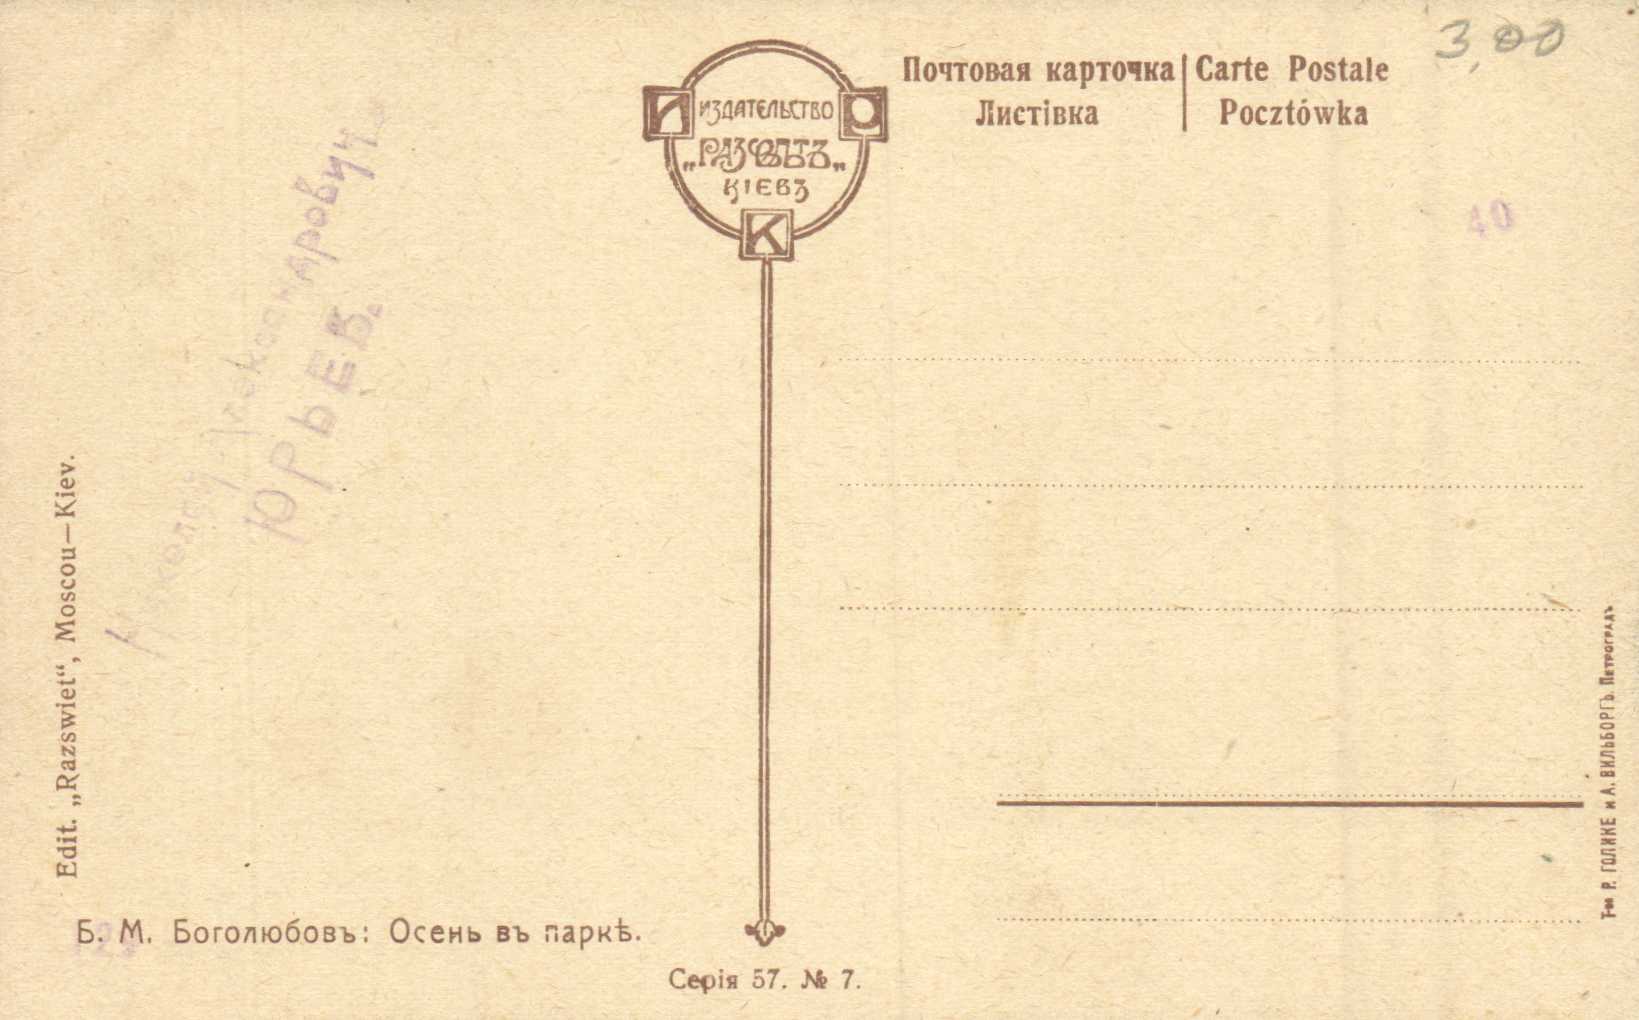 3,00
Почтовая карточка | Carte Postale
Листівка | Pocztówka
И О К
издательство
„Разсвѣтъ„
Кіевъ
40
Александрович
ЮРЬЕВ.
Edit. „Razswiet“, Moscou—Kiev.
Б. М. Боголюбовъ: Осень въ паркѣ.
Серія 57. № 7.
Т-во Р. ГОЛИКЕ и А. ВИЛЬБОРГЪ. Петроградъ